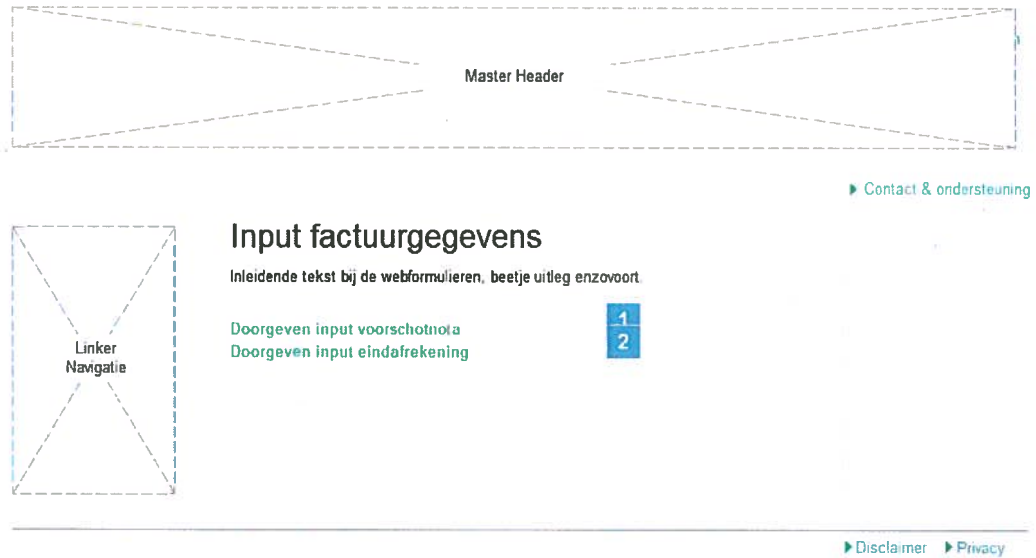 Master Header
Contact & ondersteuning
Input factuurgegevens
Inleidende tekst bij de webformulieren, beetje uitleg enzovoort.
Linker
Navigatie
Doorgeven input voorschotnota 1
Doorgeven input eindafrekening 2
Disclaimer Privacy